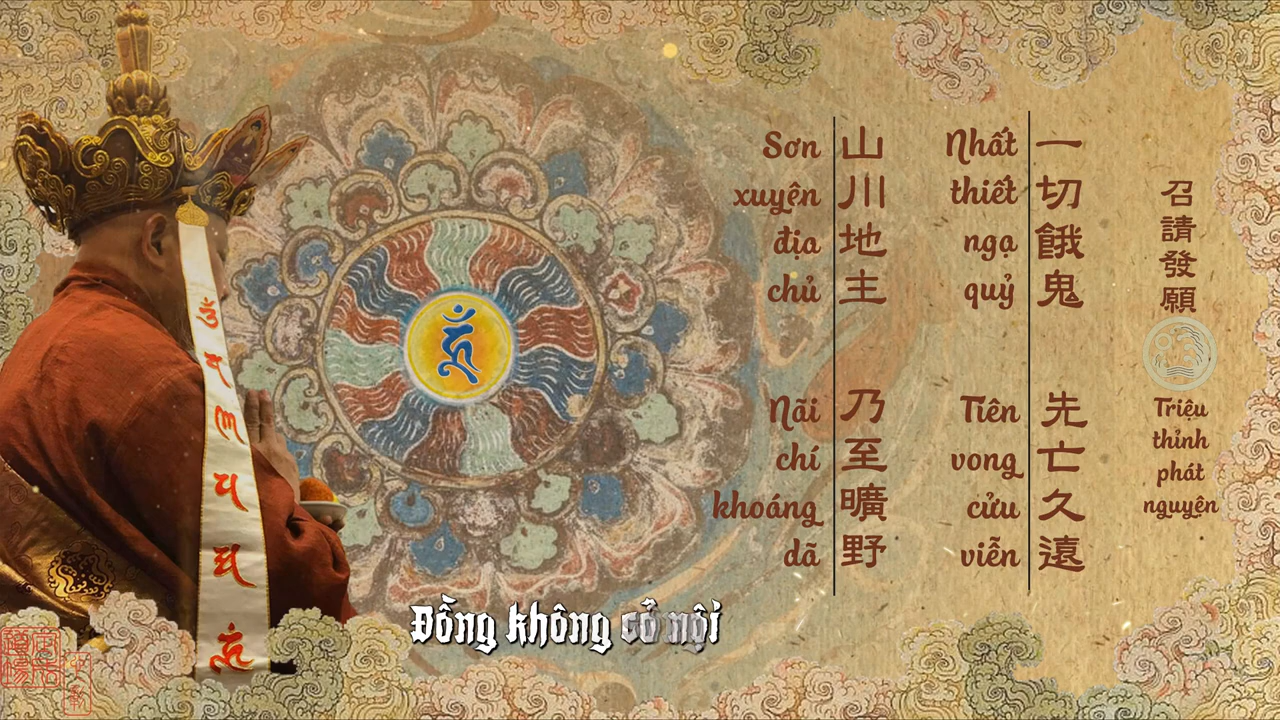 召請發願
Triệu
thỉnh
phát
nguyện
一切餓鬼
先亡久遠
Nhất
thiết
ngạ
quỷ
Tiên
vong
cửu
viễn
山川地主
乃至曠野
Sơn
xuyên
địa
chủ
Nãi
chí
khoáng
dã
Đồng không cỏ nội